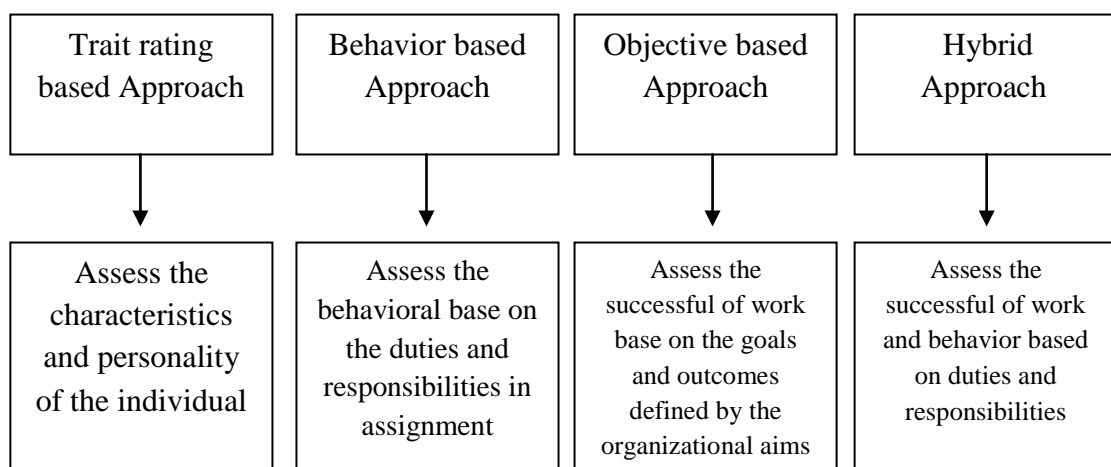 Trait rating
based Approach
Behavior based
Approach
Objective based
Approach
Hybrid
Approach
Assess the
characteristics
and personality
of the individual
Assess the
behavioral base on
the duties and
responsibilities in
assignment
Assess the
successful of work
base on the goals
and outcomes
defined by the
organizational aims
Assess the
successful of work
and behavior based
on duties and
responsibilities